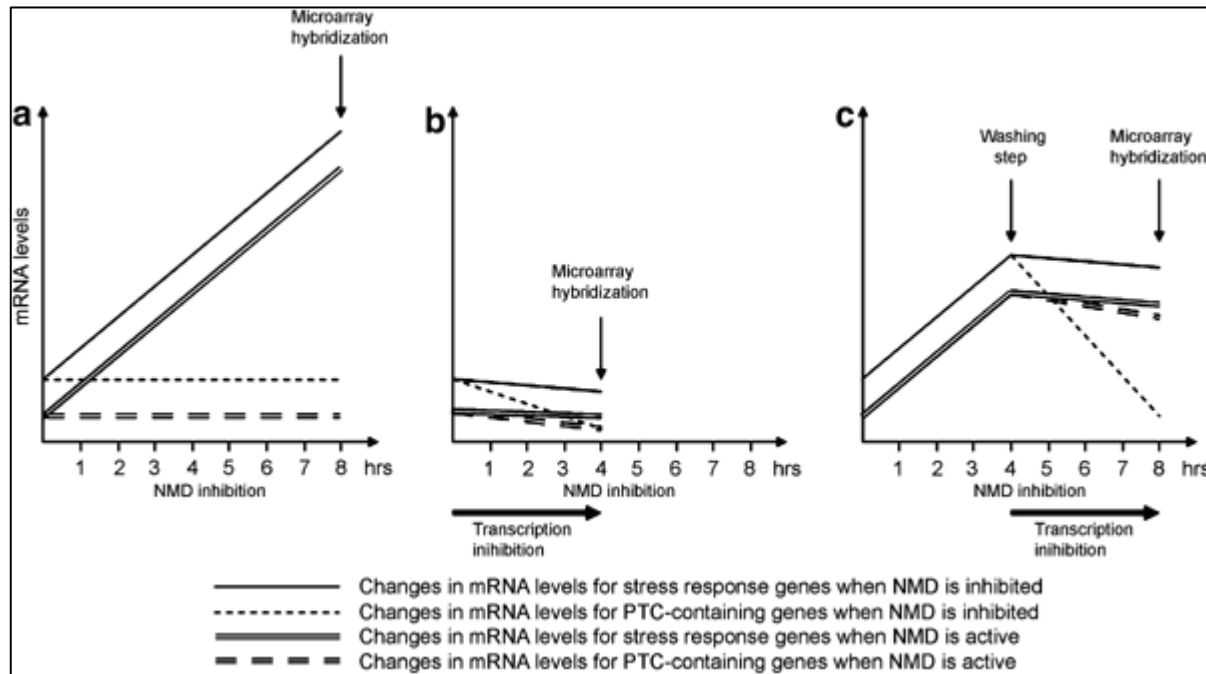 Microarray
hybridization
a
mRNA levels
1 2 3 4 5 6 7 8 hrs
NMD inhibition
b
Microarray
hybridization
1 2 3 4 5 6 7 8 hrs
NMD inhibition
Transcription
inihibition
c
Washing
step
Microarray
hybridization
1 2 3 4 5 6 7 8 hrs
NMD inhibition
Transcription
inihibition
Changes in mRNA levels for stress response genes when NMD is inhibited
Changes in mRNA levels for PTC-containing genes when NMD is inhibited
Changes in mRNA levels for stress response genes when NMD is active
Changes in mRNA levels for PTC-containing genes when NMD is active